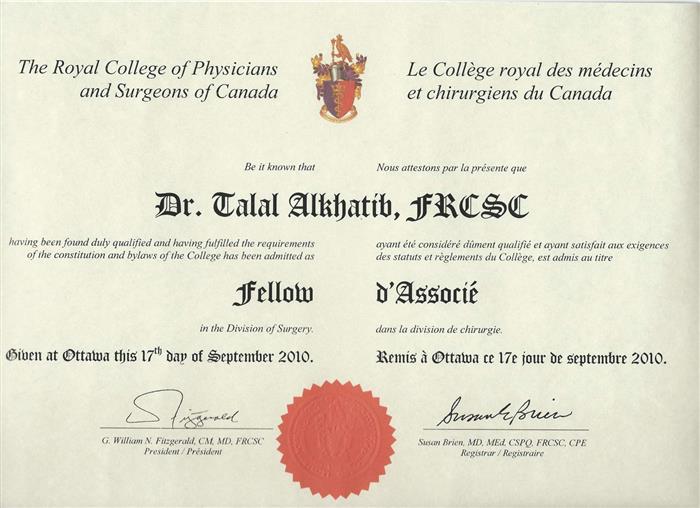 The Royal College of Physicians
and Surgeons of Canada
Le Collège royal des médecins
et chirurgiens du Canada
Be it known that
Nous attestons par la présente que
Dr. Talal Alkhatib, FRCSC
having been found duly qualified and having fulfilled the requirements
of the constitution and bylaws of the College has been admitted as
ayant été considéré dûment qualifié et ayant satisfait aux exigences
des statuts et règlements du Collège, est admis au titre
Fellow
d'Associé
in the Division of Surgery.
dans la division de chirurgie.
Given at Ottawa this 17th day of September 2010.
Remis à Ottawa ce 17e jour de septembre 2010.
D Fitzgerald
Susan E Brien
G. William N. Fitzgerald, CM, MD, FRCSC
President / Président
Susan Brien, MD, MEd, CSPQ, FRCSC, CPE
Registrar / Registraire